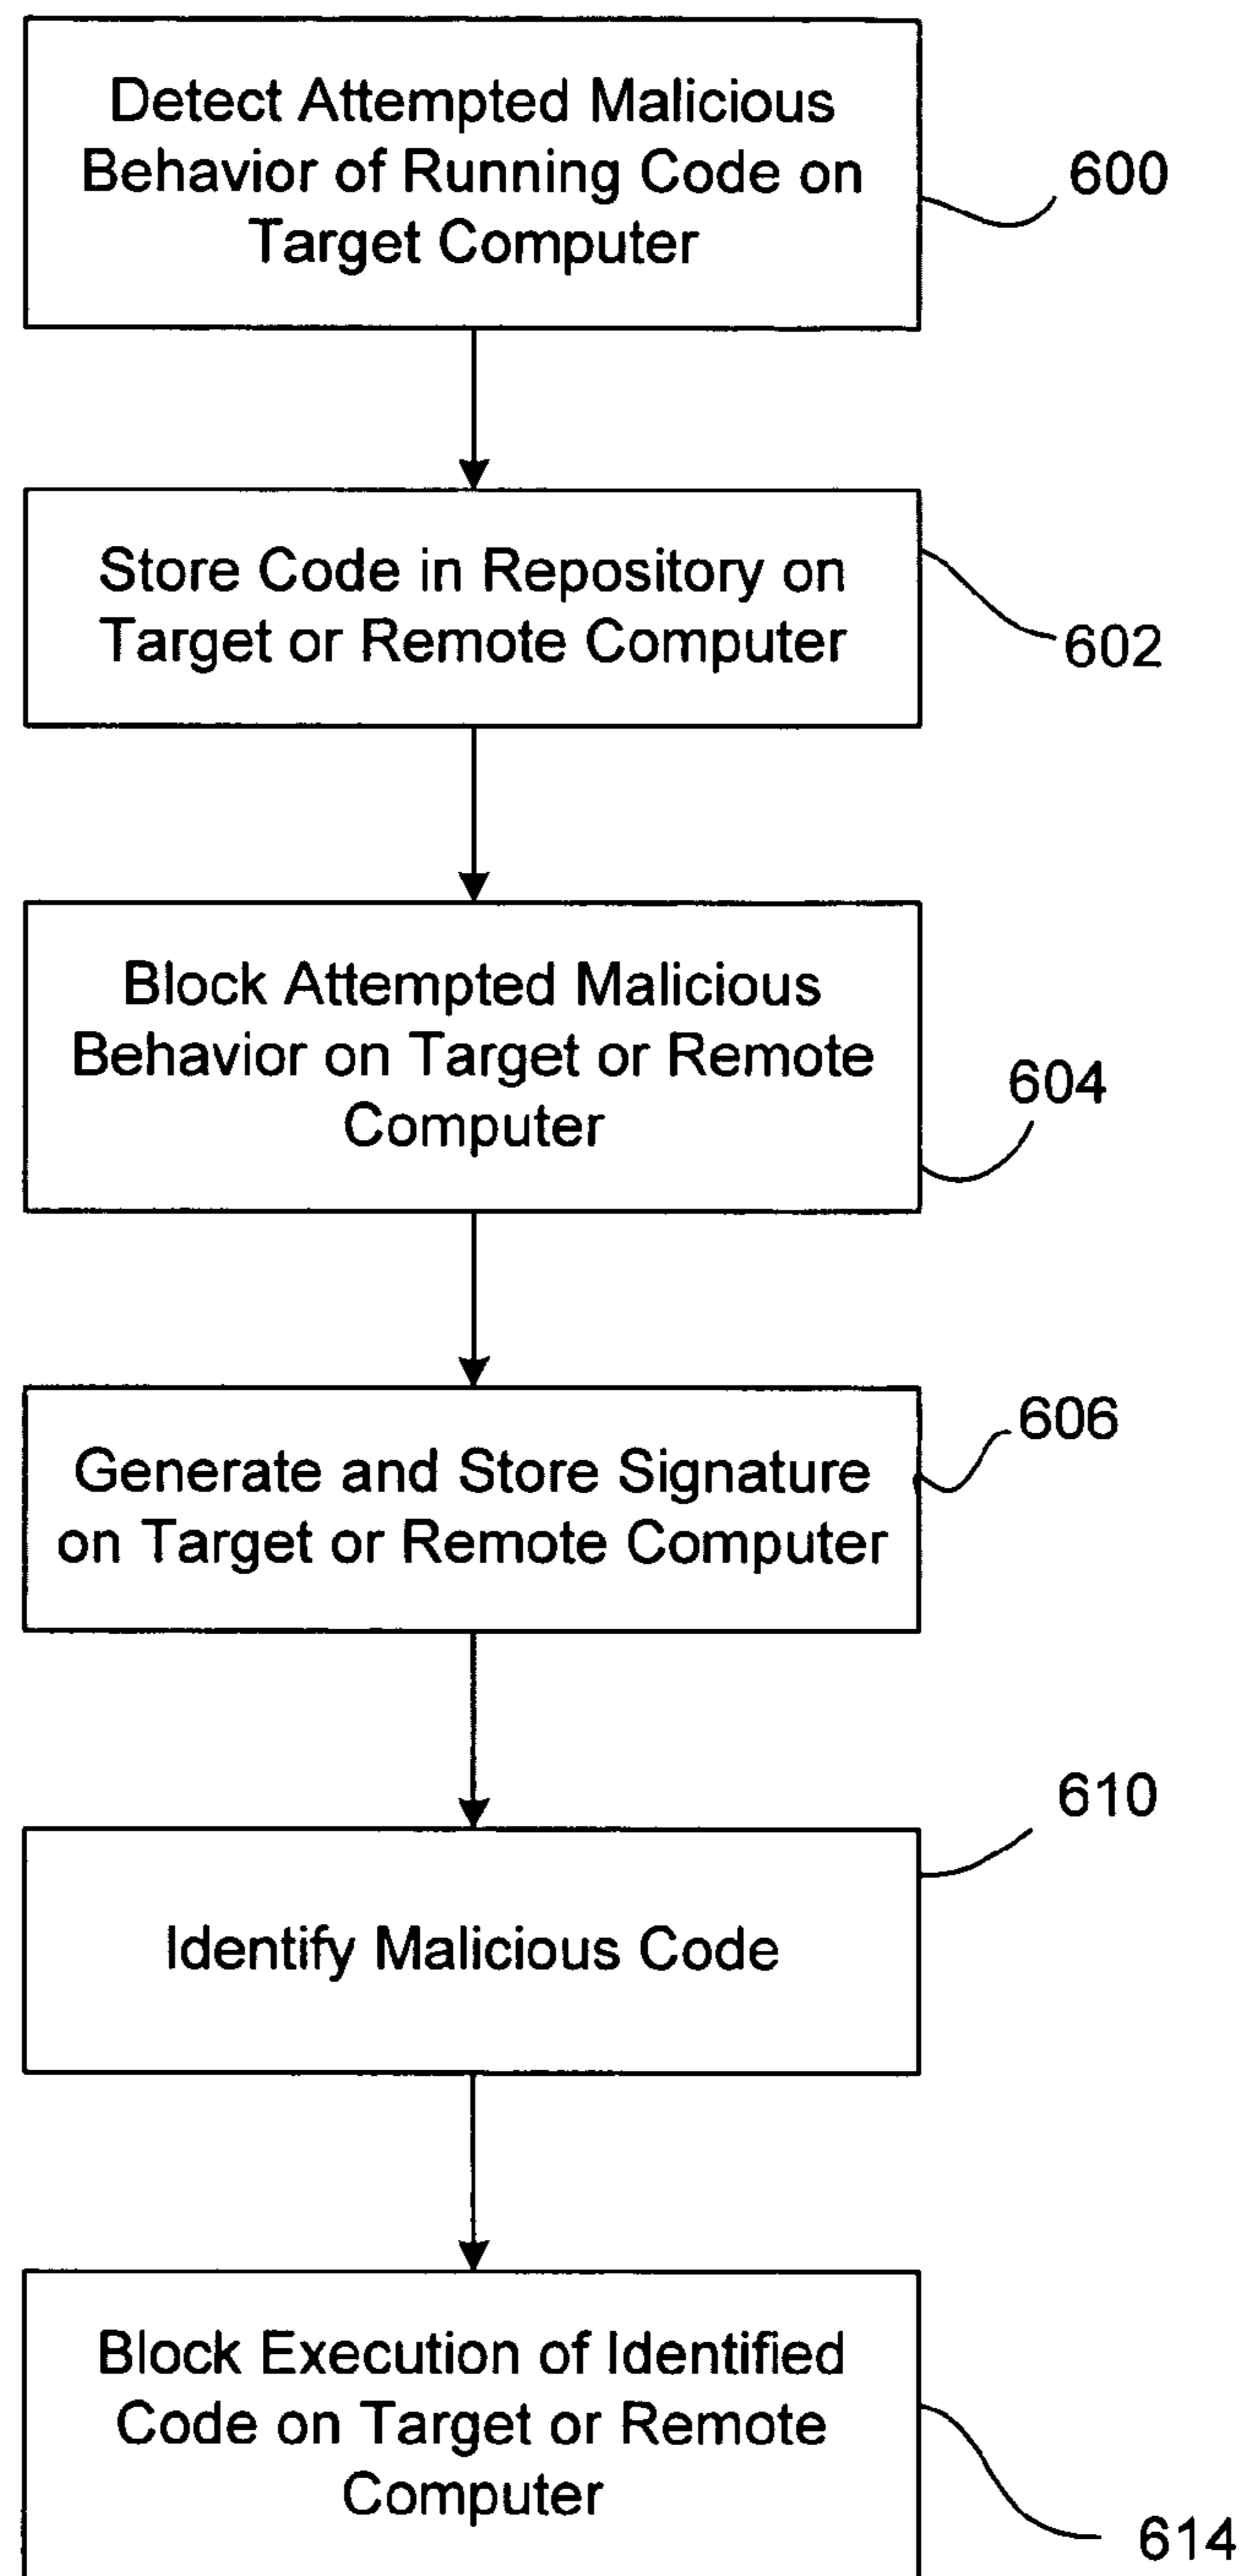 Detect Attempted Malicious
Behavior of Running Code on
Target Computer
600
Store Code in Repository on
Target or Remote Computer
602
Block Attempted Malicious
Behavior on Target or Remote
Computer
604
Generate and Store Signature
on Target or Remote Computer
606
Identify Malicious Code
610
Block Execution of Identified
Code on Target or Remote
Computer
614